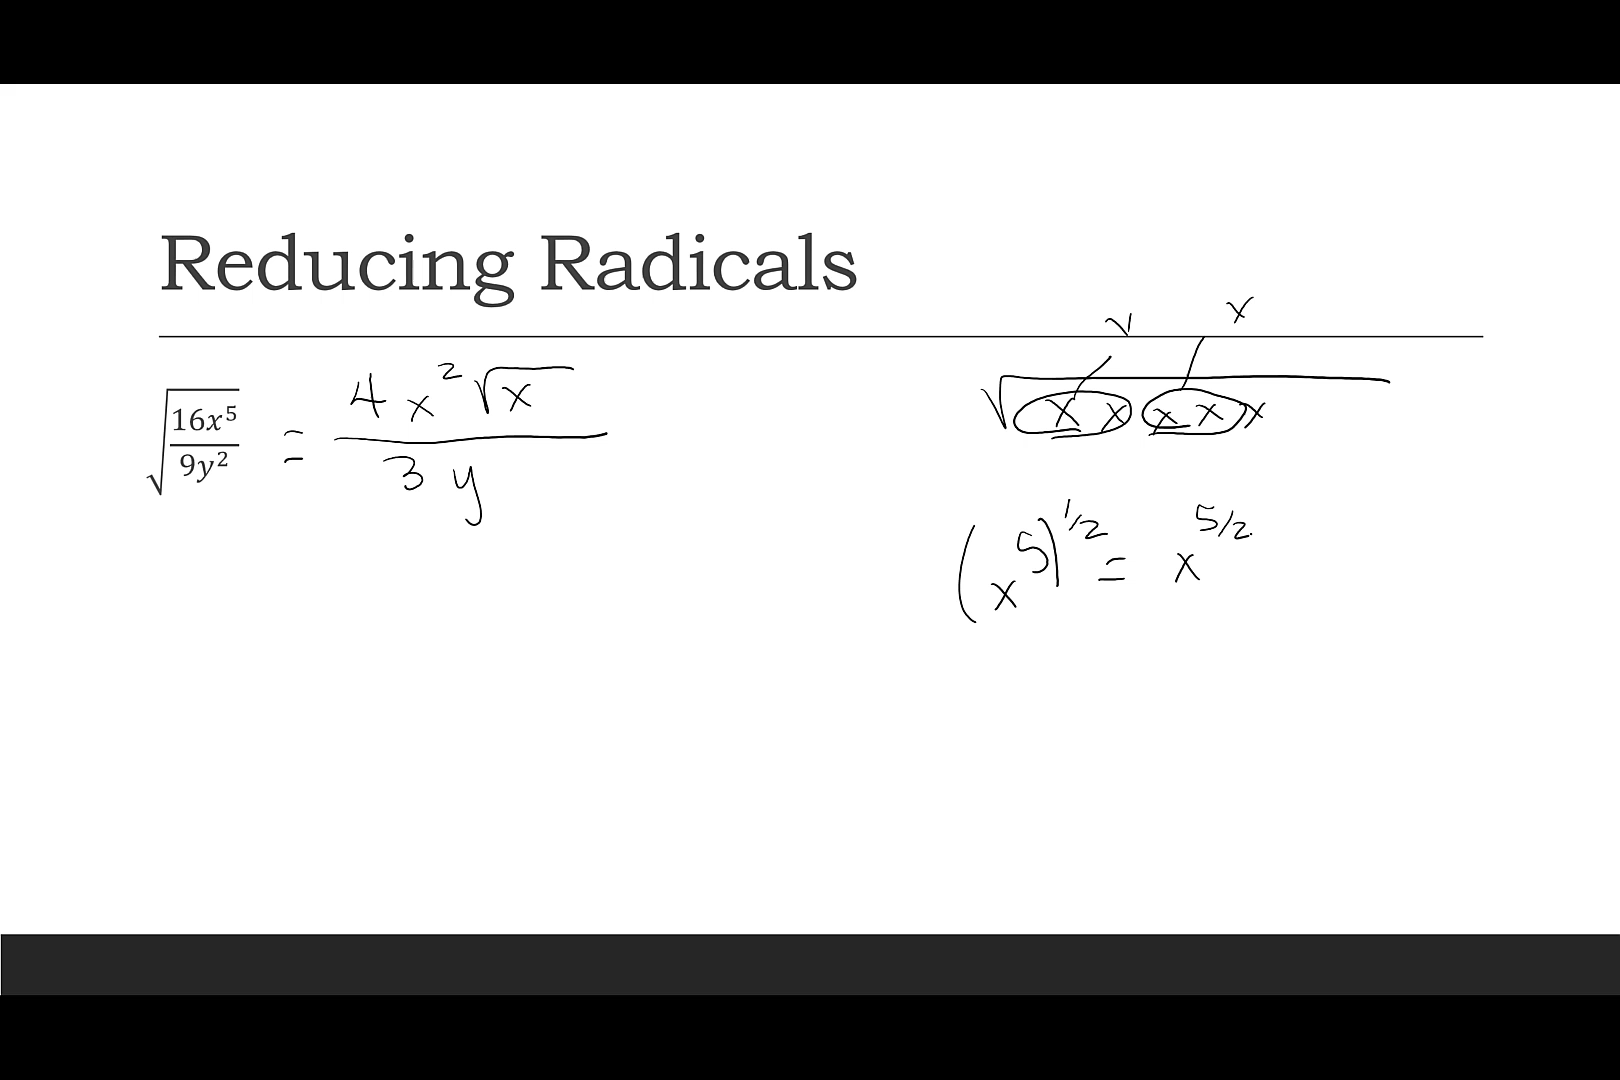 Reducing Radicals
√(16x⁵/9y²) = 4x²√x / 3y
x
√(x x x x x)
(x⁵)^1/2 = x^5/2